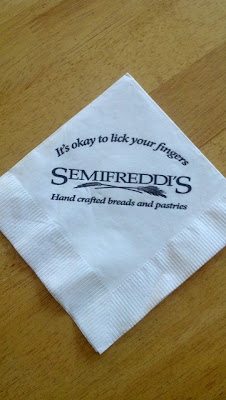 It's okay to lick your fingers
SEMIFREDDI'S
Hand crafted breads and pastries